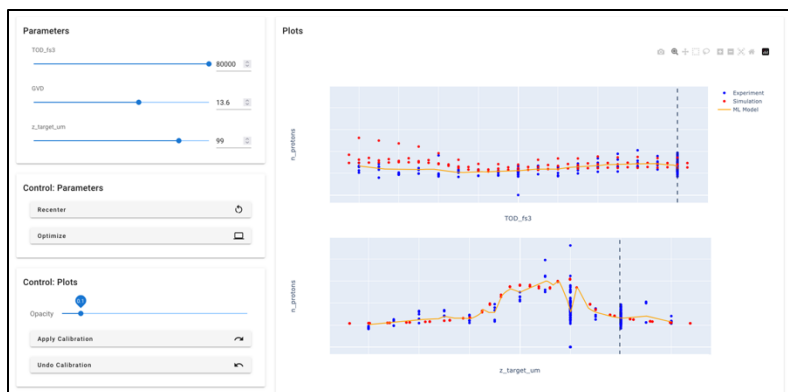 Parameters
TOD_fs3
80000
GVD
13.6
z_target_um
99
Control: Parameters
Recenter
Optimize
Control: Plots
0.1
Opacity
Apply Calibration
Undo Calibration
Plots
Experiment
Simulation
ML Model
n_protons
TOD_fs3
n_protons
z_target_um